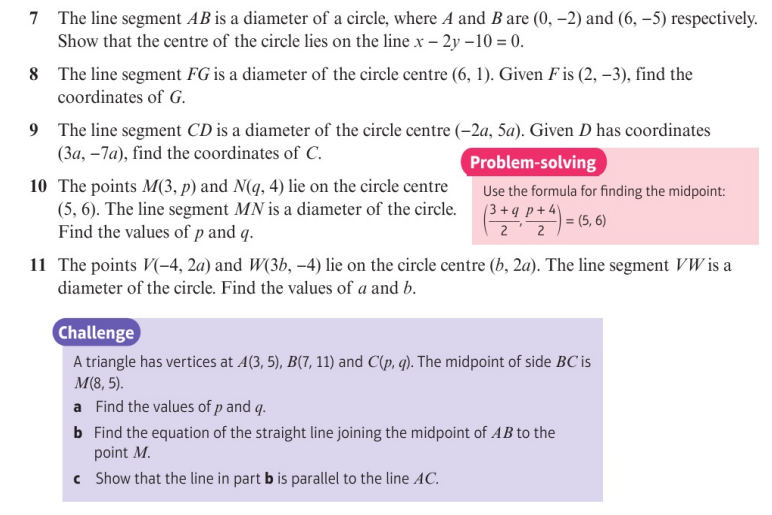 7 The line segment AB is a diameter of a circle, where A and B are (0, −2) and (6, −5) respectively.
Show that the centre of the circle lies on the line x − 2y −10 = 0.
8 The line segment FG is a diameter of the circle centre (6, 1). Given F is (2, −3), find the
coordinates of G.
9 The line segment CD is a diameter of the circle centre (−2a, 5a). Given D has coordinates
(3a, −7a), find the coordinates of C.
10 The points M(3, p) and N(q, 4) lie on the circle centre
(5, 6). The line segment MN is a diameter of the circle.
Find the values of p and q.
Problem-solving
Use the formula for finding the midpoint:
((3 + q)/2, (p + 4)/2) = (5, 6)
11 The points V(−4, 2a) and W(3b, −4) lie on the circle centre (b, 2a). The line segment VW is a
diameter of the circle. Find the values of a and b.
Challenge
A triangle has vertices at A(3, 5), B(7, 11) and C(p, q). The midpoint of side BC is
M(8, 5).
a Find the values of p and q.
b Find the equation of the straight line joining the midpoint of AB to the
point M.
c Show that the line in part b is parallel to the line AC.